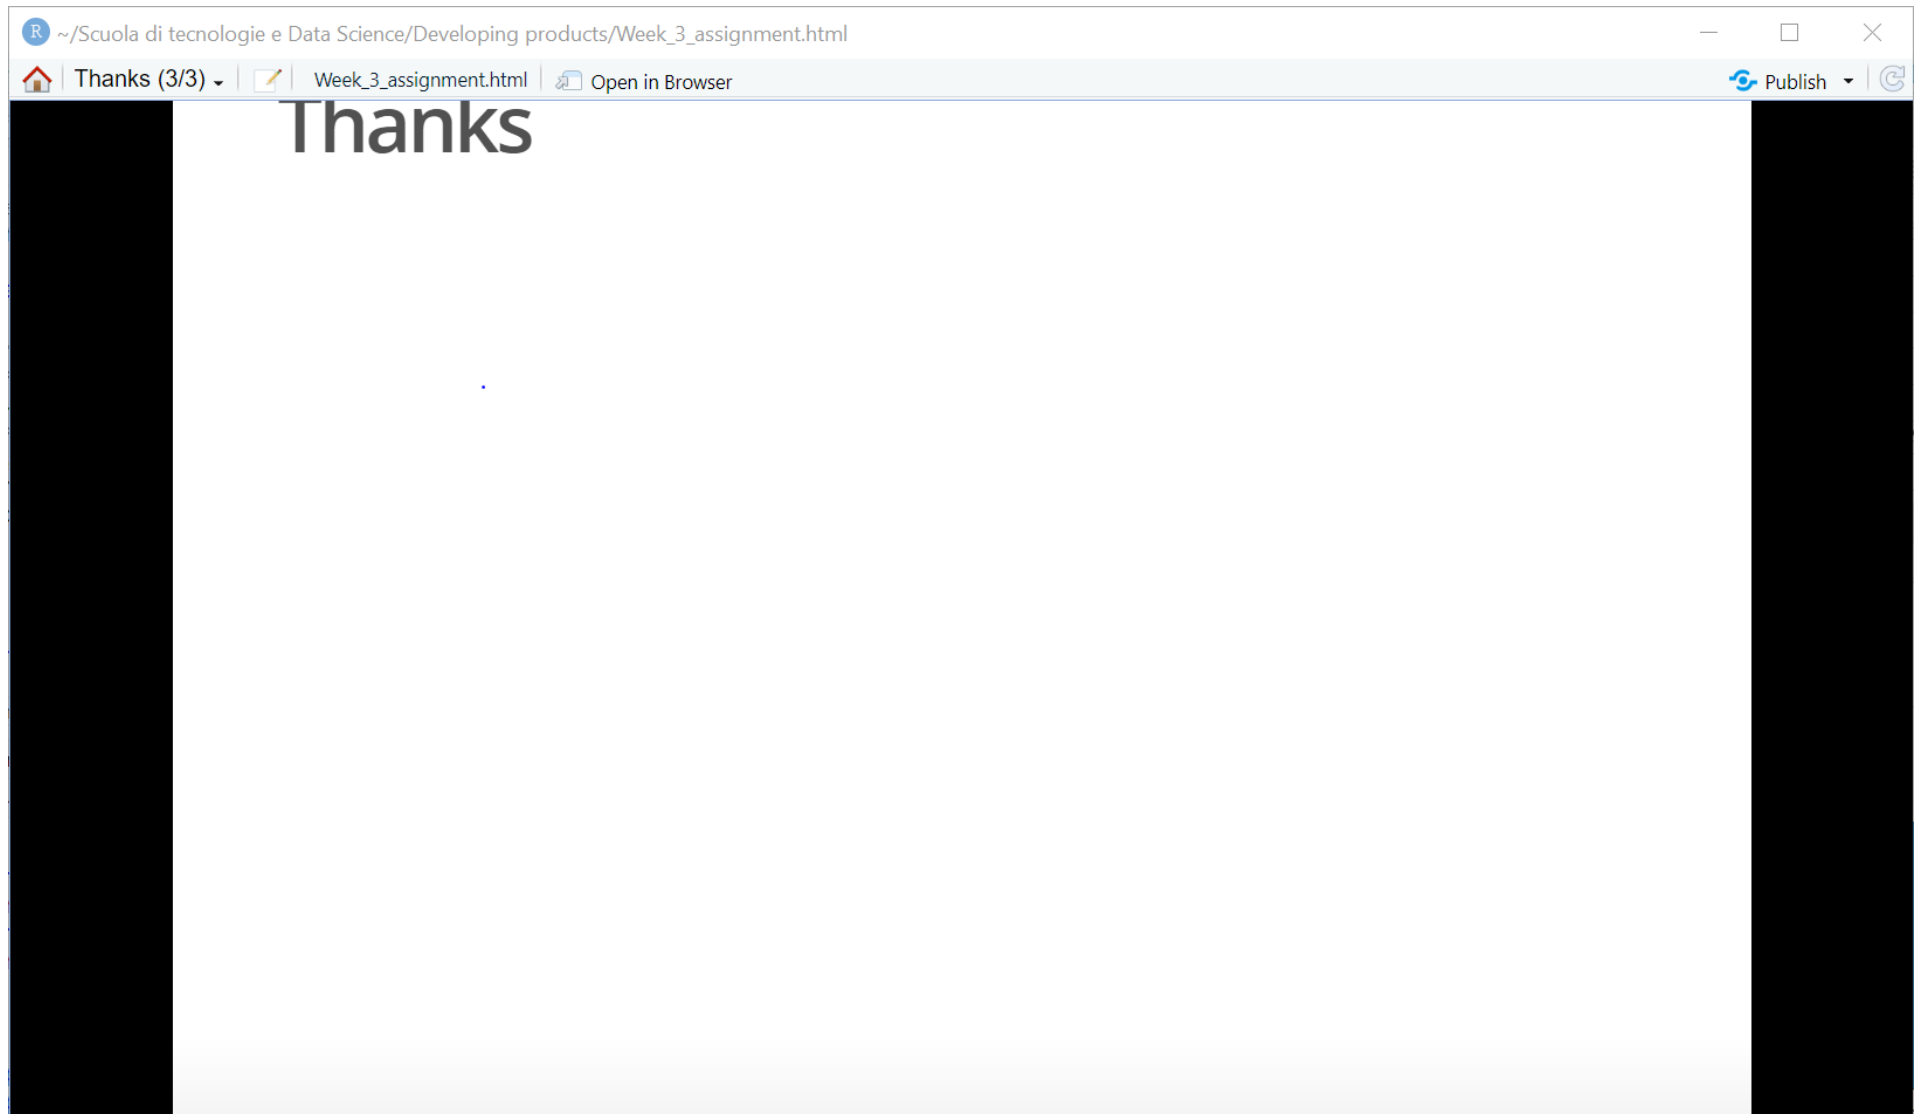 R ~/Scuola di tecnologie e Data Science/Developing products/Week_3_assignment.html
Thanks (3/3) Week_3_assignment.html Open in Browser Publish
Thanks